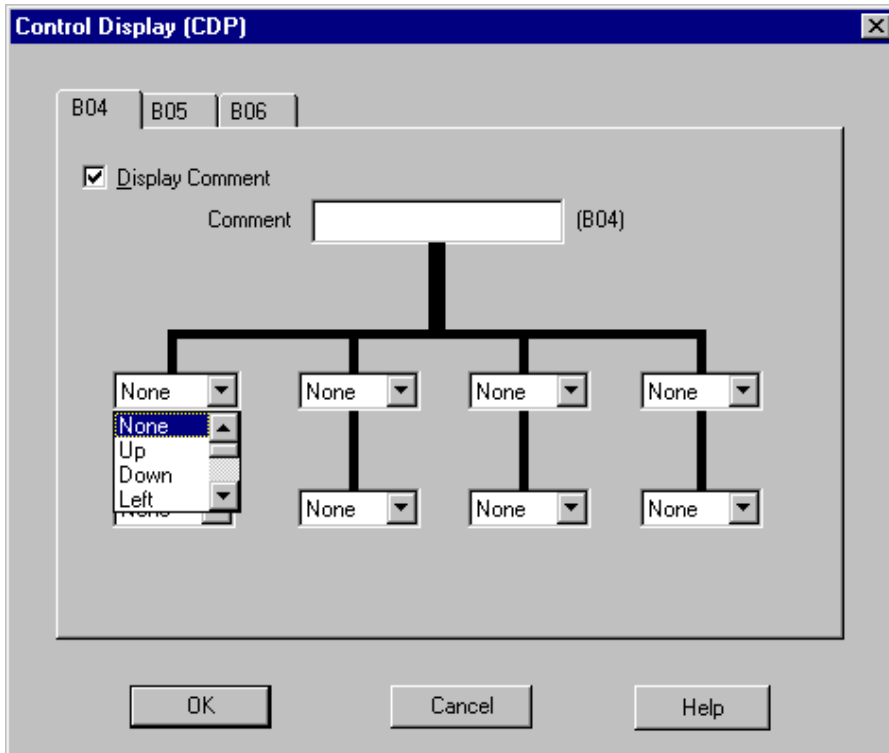 Control Display (CDP)
B04 B05 B06
Display Comment
Comment (B04)
None None None None
None
Up
Down
Left
None None None None
OK Cancel Help